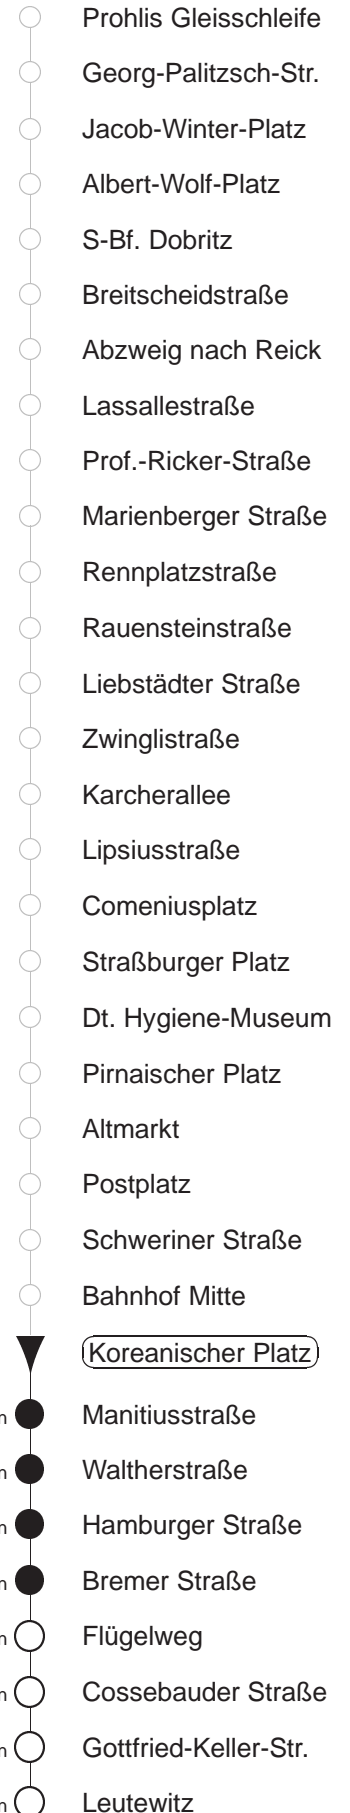 Prohlis Gleisschleife
Georg-Palitzsch-Str.
Jacob-Winter-Platz
Albert-Wolf-Platz
S-Bf. Dobritz
Breitscheidstraße
Abzweig nach Reick
Lassallestraße
Prof.-Ricker-Straße
Marienberger Straße
Rennplatzstraße
Rauensteinstraße
Liebstädter Straße
Zwinglistraße
Karcherallee
Lipsiusstraße
Comeniusplatz
Straßburger Platz
Dt. Hygiene-Museum
Pirnaischer Platz
Altmarkt
Postplatz
Schweriner Straße
Bahnhof Mitte
Koreanischer Platz
Manitiusstraße
Waltherstraße
Hamburger Straße
Bremer Straße
Flügelweg
Cossebauder Straße
Gottfried-Keller-Str.
Leutewitz